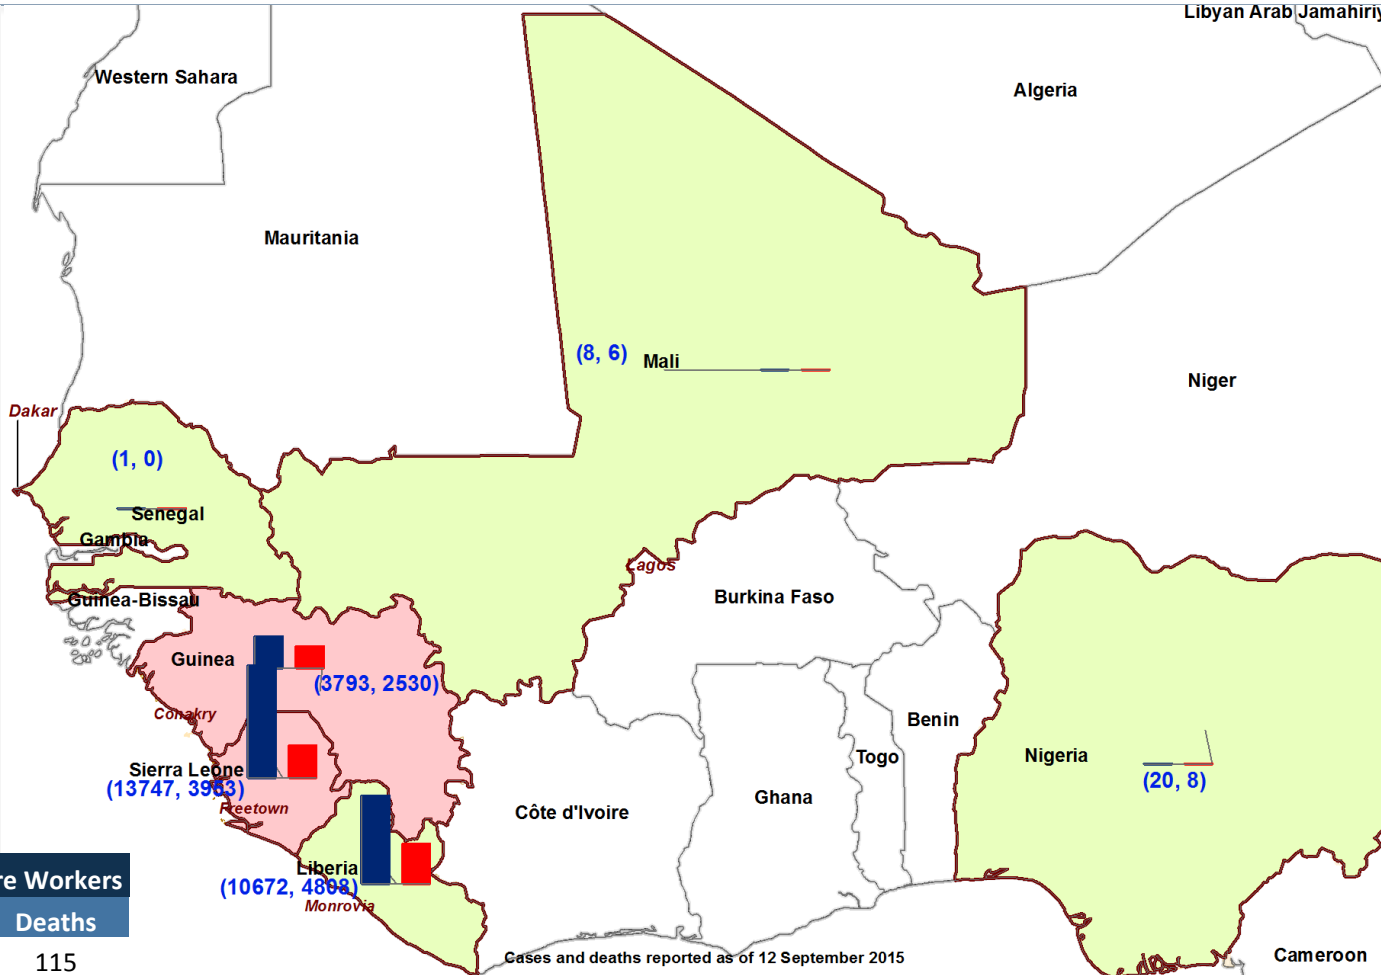 Libyan Arab Jamahiriy
Western Sahara
Algeria
Mauritania
(8, 6)
Mali
Niger
Dakar
(1, 0)
Senegal
Gambia
Lagos
Guinea-Bissau
Burkina Faso
Guinea
(3793, 2530)
Conakry
Benin
Togo
Nigeria
Sierra Leone
(13747, 3953)
(20, 8)
Ghana
Freetown
Côte d'Ivoire
Liberia
(10672, 4808)
Monrovia
re Workers
Deaths
115
Cases and deaths reported as of 12 September 2015
Cameroon